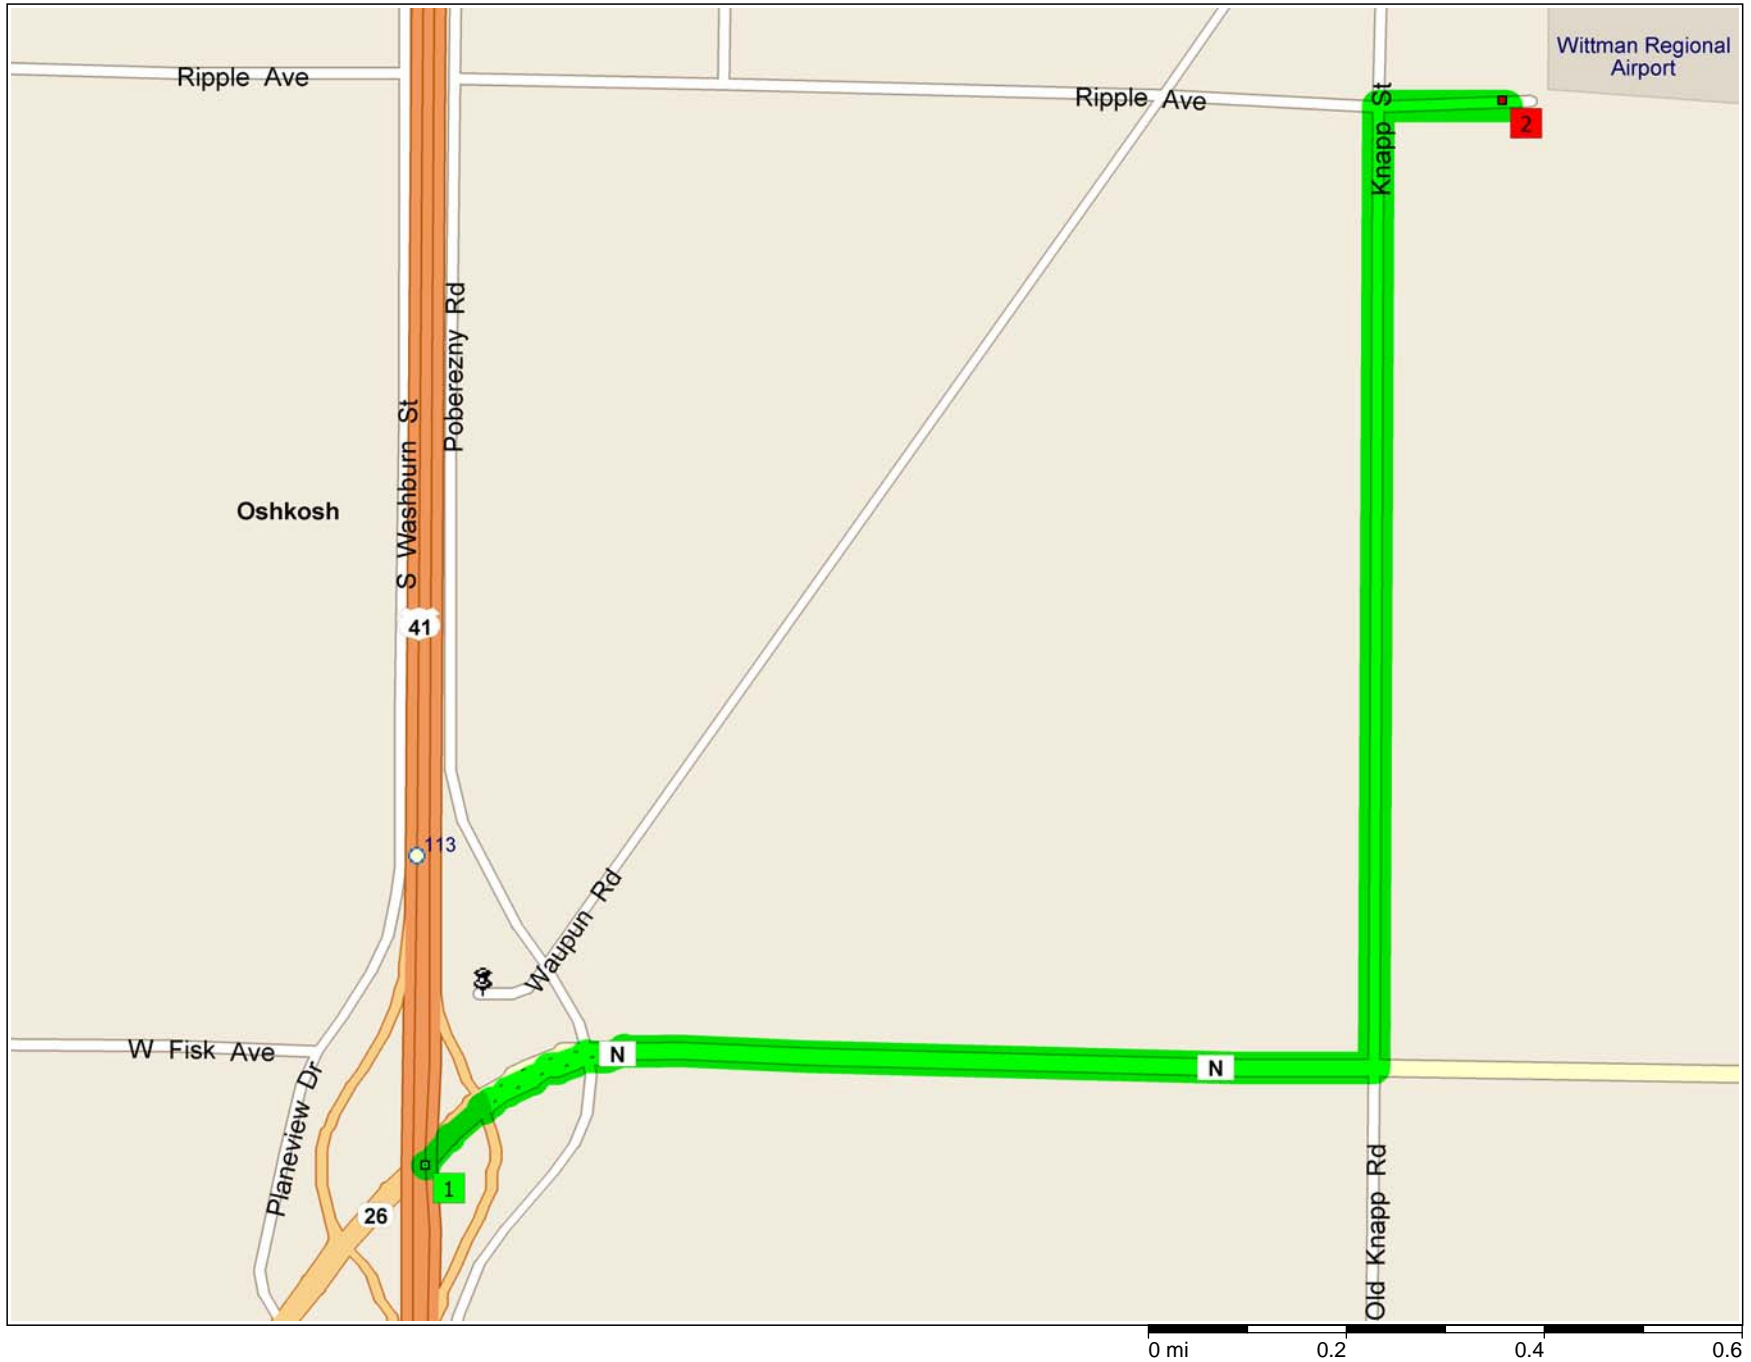 Wittman Regional
Airport
Ripple Ave
Ripple Ave
Knapp St
2
Poberezny Rd
S Washburn St
Oshkosh
41
113
Waupun Rd
W Fisk Ave
N
N
Planeview Dr
1
26
Old Knapp Rd
0 mi
0.2
0.4
0.6